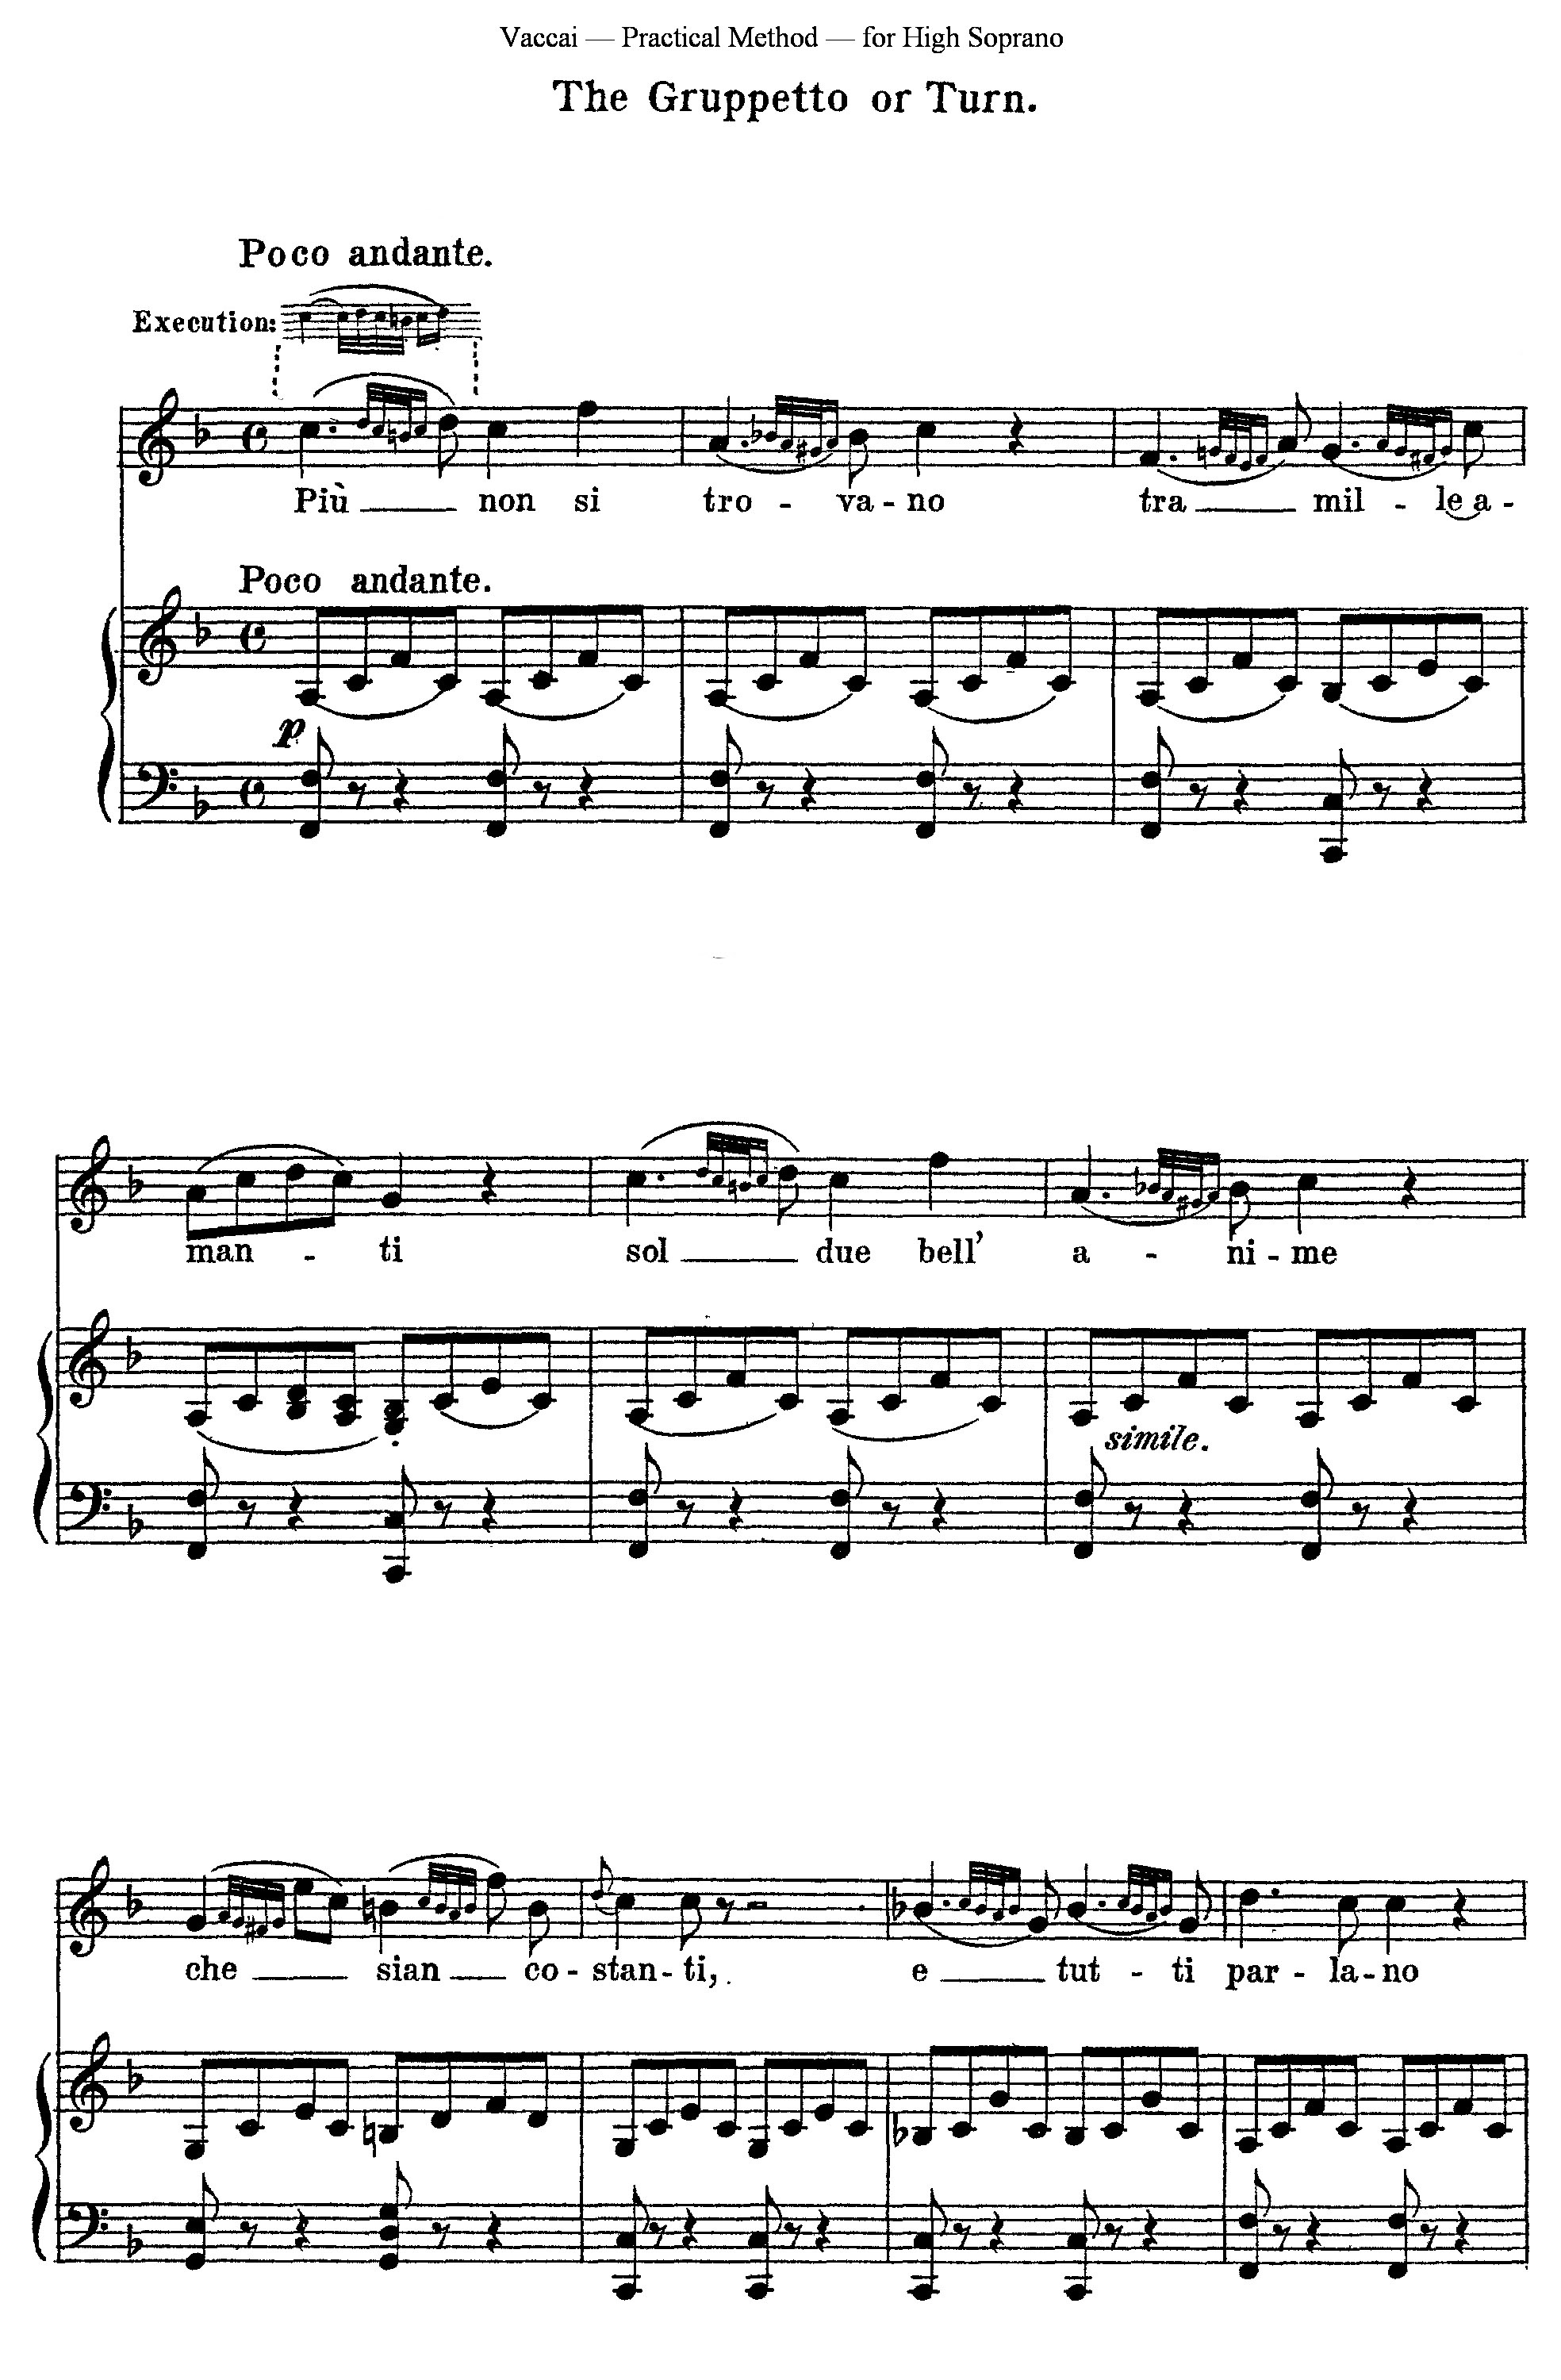 Vaccai — Practical Method — for High Soprano
The Gruppetto or Turn.
Poco andante.
Execution:
Più non si tro - va - no tra mil - le a -
Poco andante.
p
man - ti sol due bell' a - ni - me
simile.
che sian co - stan - ti, e tut - ti par - la - no